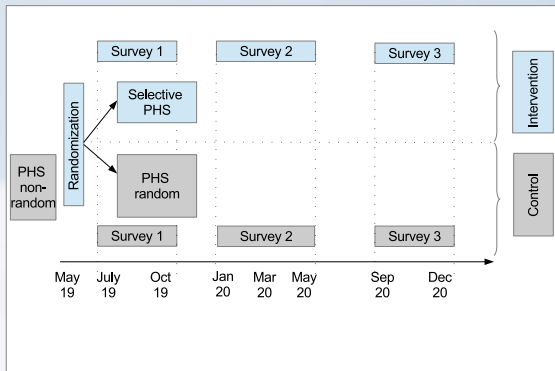 Survey 1
Survey 2
Survey 3
Selective
PHS
Randomization
Intervention
PHS
non-
random
PHS
random
Control
Survey 1
Survey 2
Survey 3
May
19
July
19
Oct
19
Jan
20
Mar
20
May
20
Sep
20
Dec
20